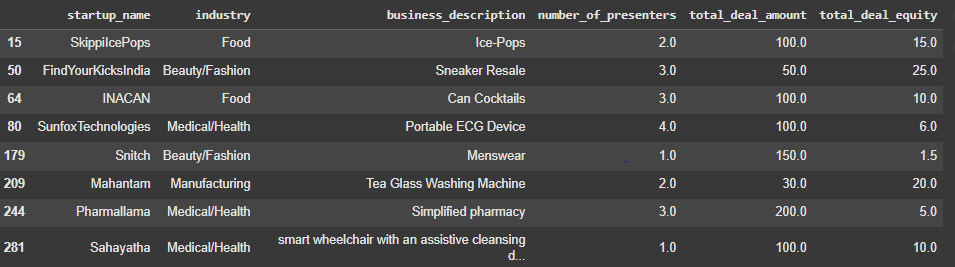 startup_name industry business_description number_of_presenters total_deal_amount total_deal_equity
15 SkippiIcePops Food Ice-Pops 2.0 100.0 15.0
50 FindYourKicksIndia Beauty/Fashion Sneaker Resale 3.0 50.0 25.0
64 INACAN Food Can Cocktails 3.0 100.0 10.0
80 SunfoxTechnologies Medical/Health Portable ECG Device 4.0 100.0 6.0
179 Snitch Beauty/Fashion Menswear 1.0 150.0 1.5
209 Mahantam Manufacturing Tea Glass Washing Machine 2.0 30.0 20.0
244 Pharmallama Medical/Health Simplified pharmacy 3.0 200.0 5.0
281 Sahayatha Medical/Health smart wheelchair with an assistive cleansing 1.0 100.0 10.0
d...